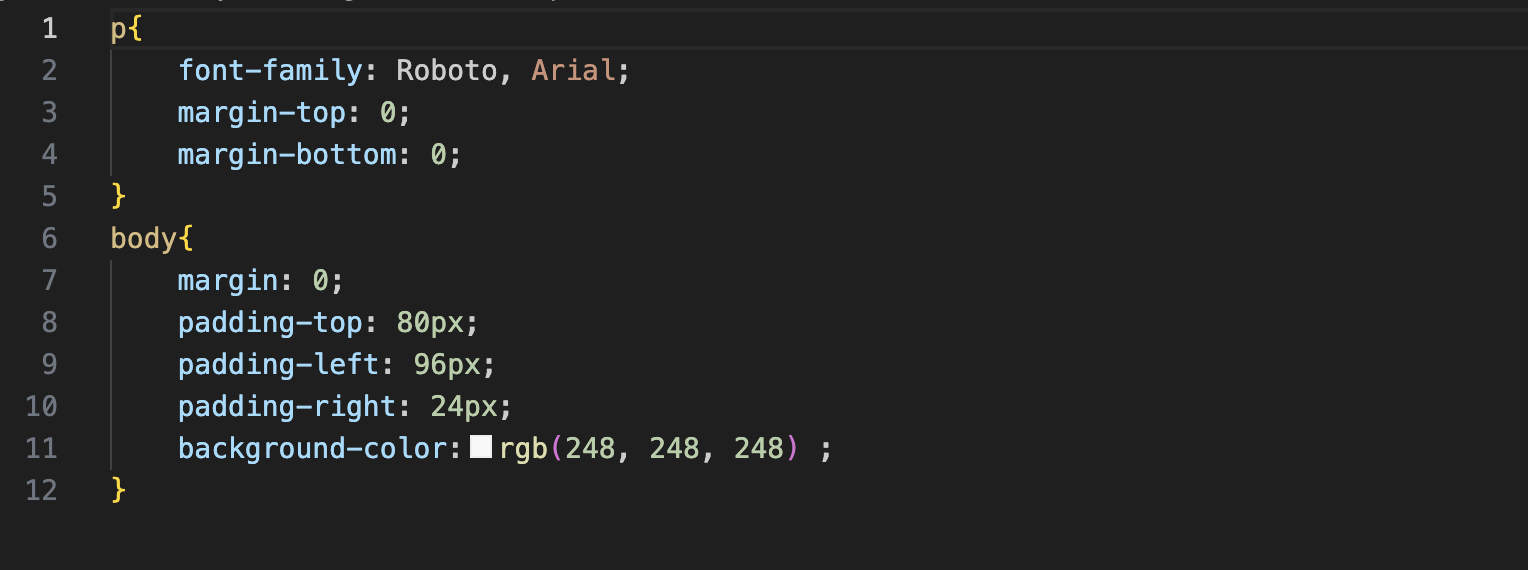 1 p{
2     font-family: Roboto, Arial;
3     margin-top: 0;
4     margin-bottom: 0;
5 }
6 body{
7     margin: 0;
8     padding-top: 80px;
9     padding-left: 96px;
10     padding-right: 24px;
11     background-color: rgb(248, 248, 248) ;
12 }